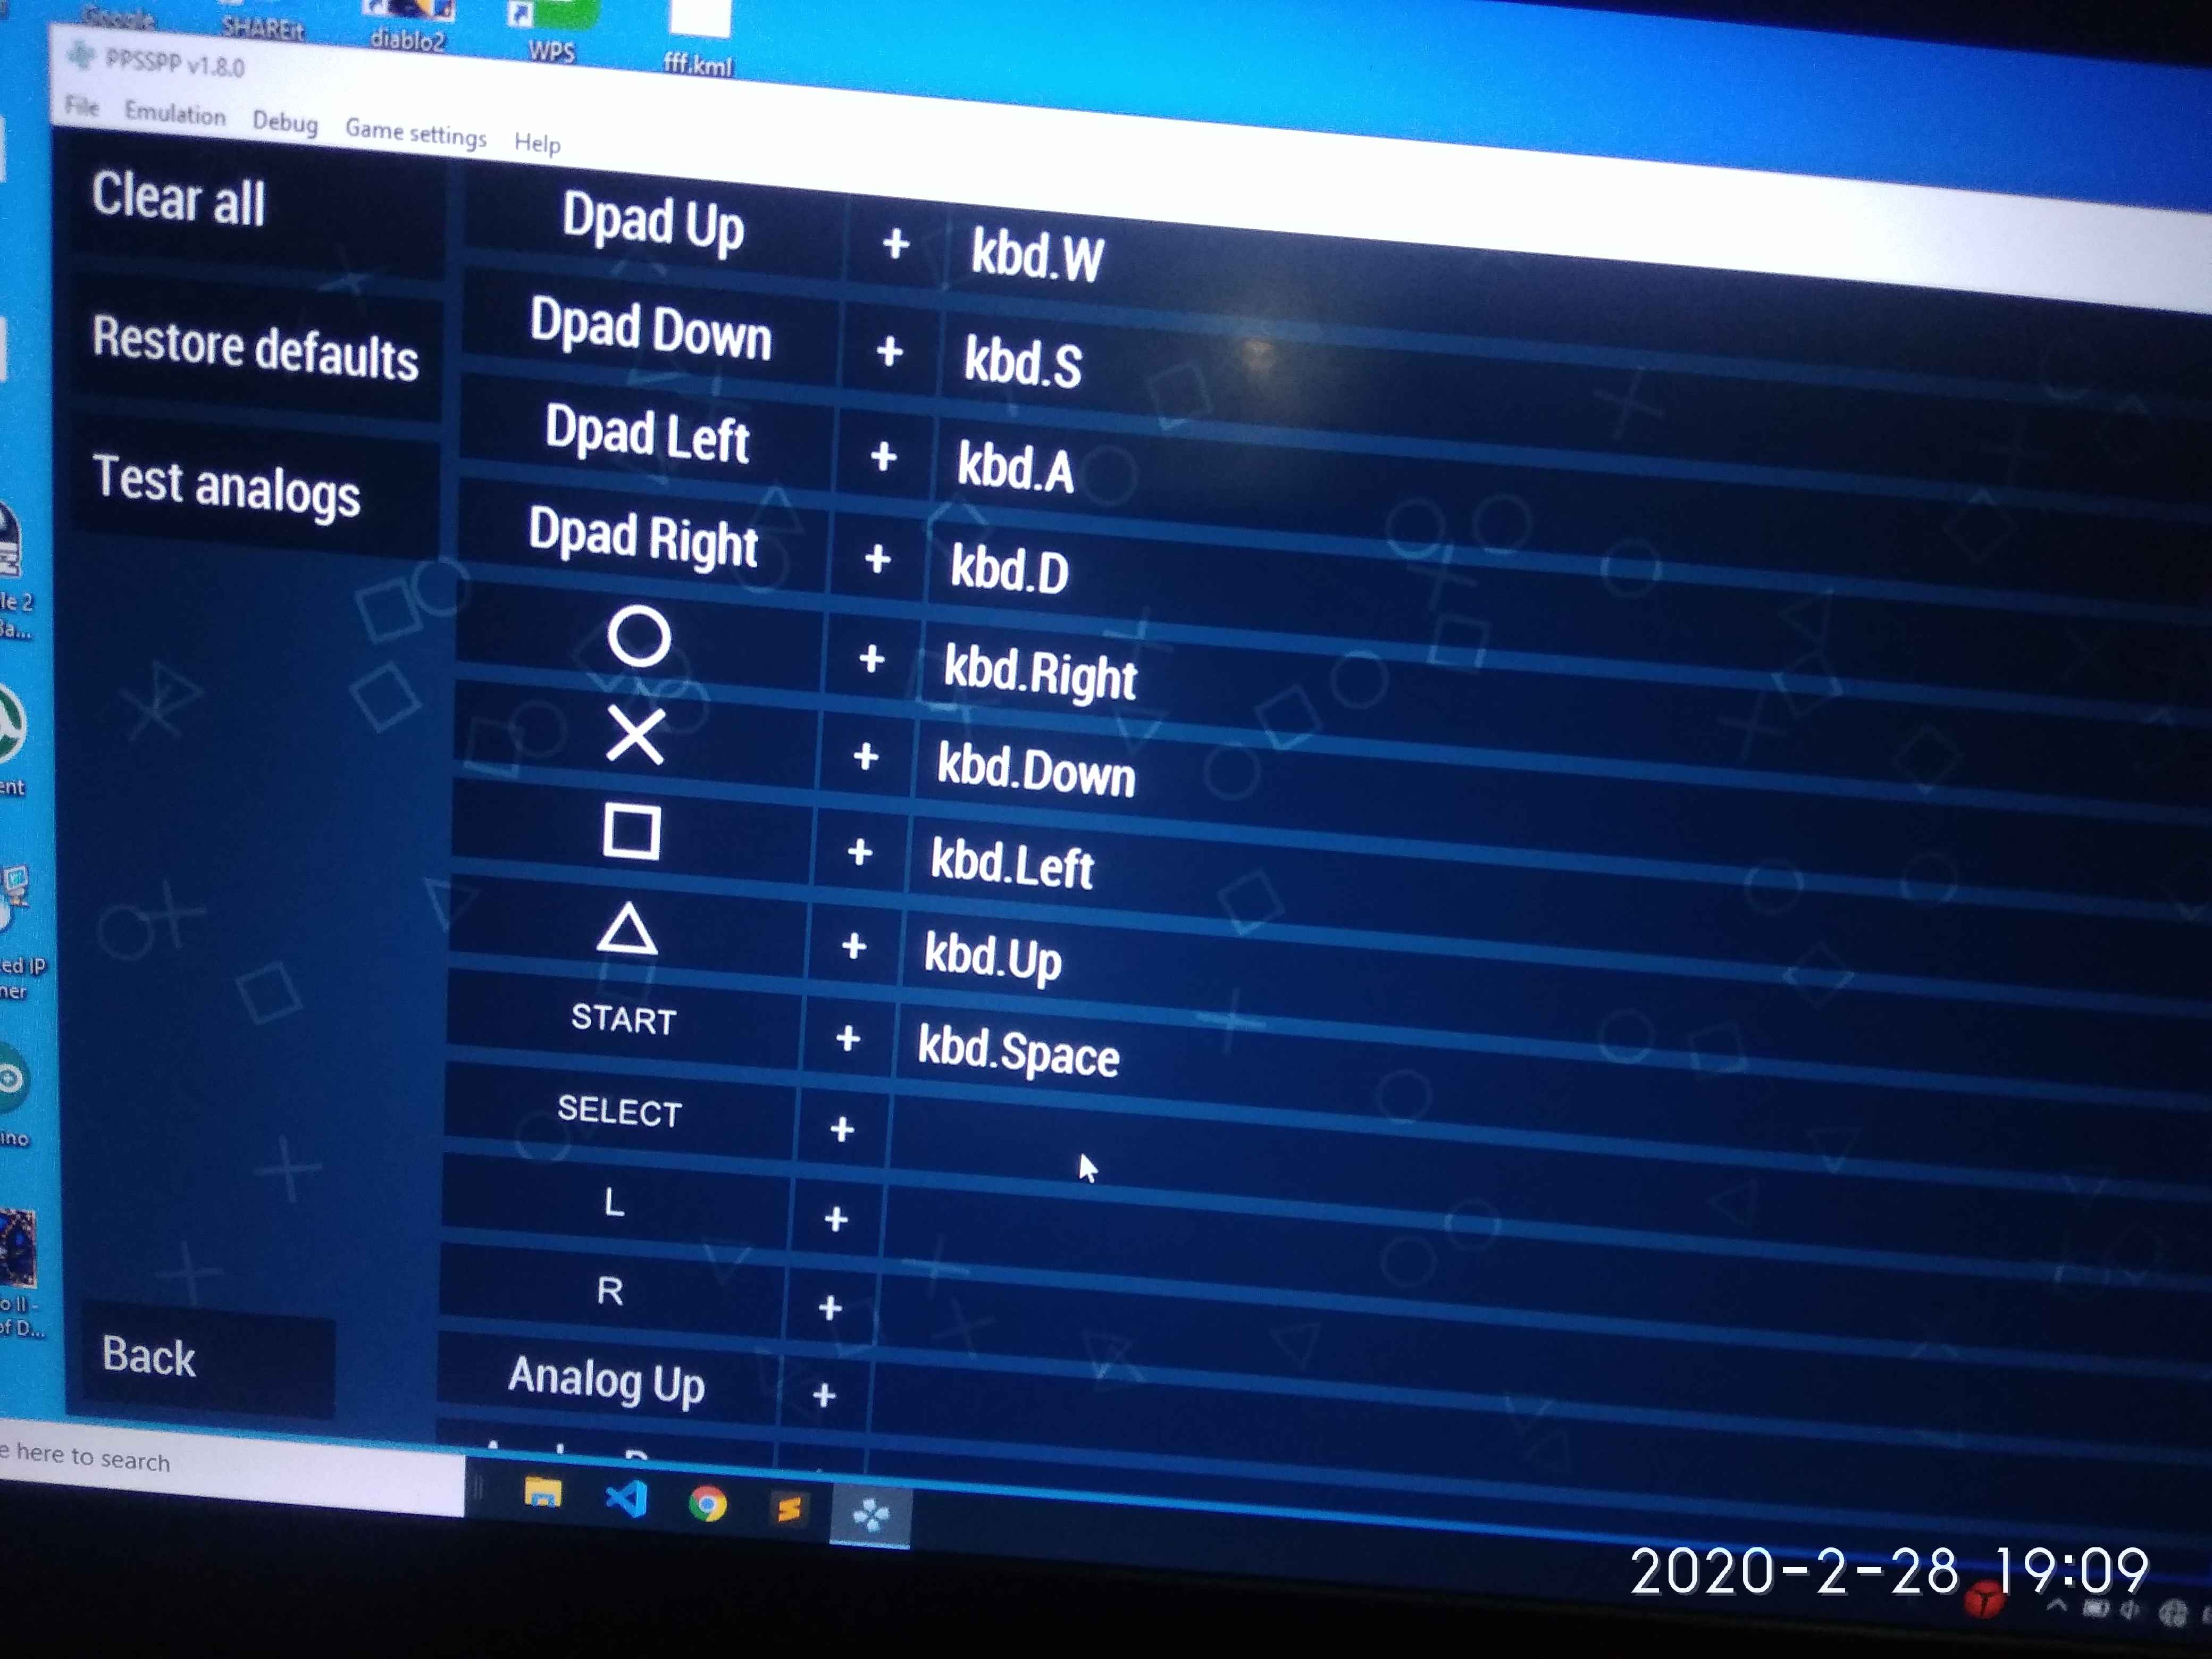 Google
SHAREit
diablo2
WPS
fff.kml
PPSSPP v1.8.0
File Emulation Debug Game settings Help
Clear all
Restore defaults
Test analogs
Back
Dpad Up + kbd.W
Dpad Down + kbd.S
Dpad Left + kbd.A
Dpad Right + kbd.D
+ kbd.Right
+ kbd.Down
+ kbd.Left
+ kbd.Up
START + kbd.Space
SELECT +
L +
R +
Analog Up +
le 2
Ba...
ent
ed IP
ner
ino
o II -
of D...
e here to search
2020-2-28 19:09